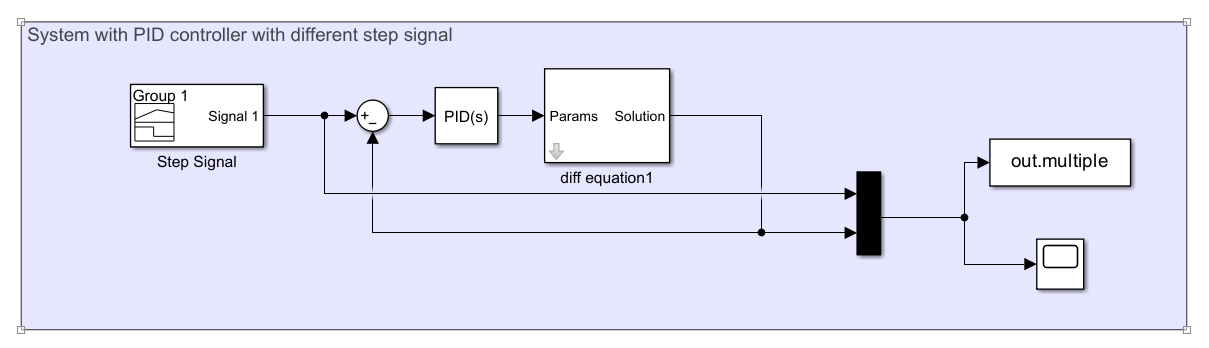 System with PID controller with different step signal
Group 1
Signal 1
Step Signal
+
_
PID(s)
Params
Solution
diff equation1
out.multiple